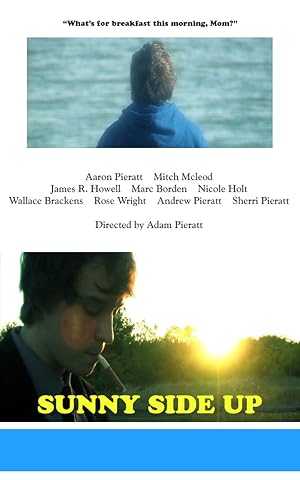 "What's for breakfast this morning, Mom?"
Aaron Pieratt Mitch Mcleod
James R. Howell Marc Borden Nicole Holt
Wallace Brackens Rose Wright Andrew Pieratt Sherri Pieratt
Directed by Adam Pieratt
SUNNY SIDE UP